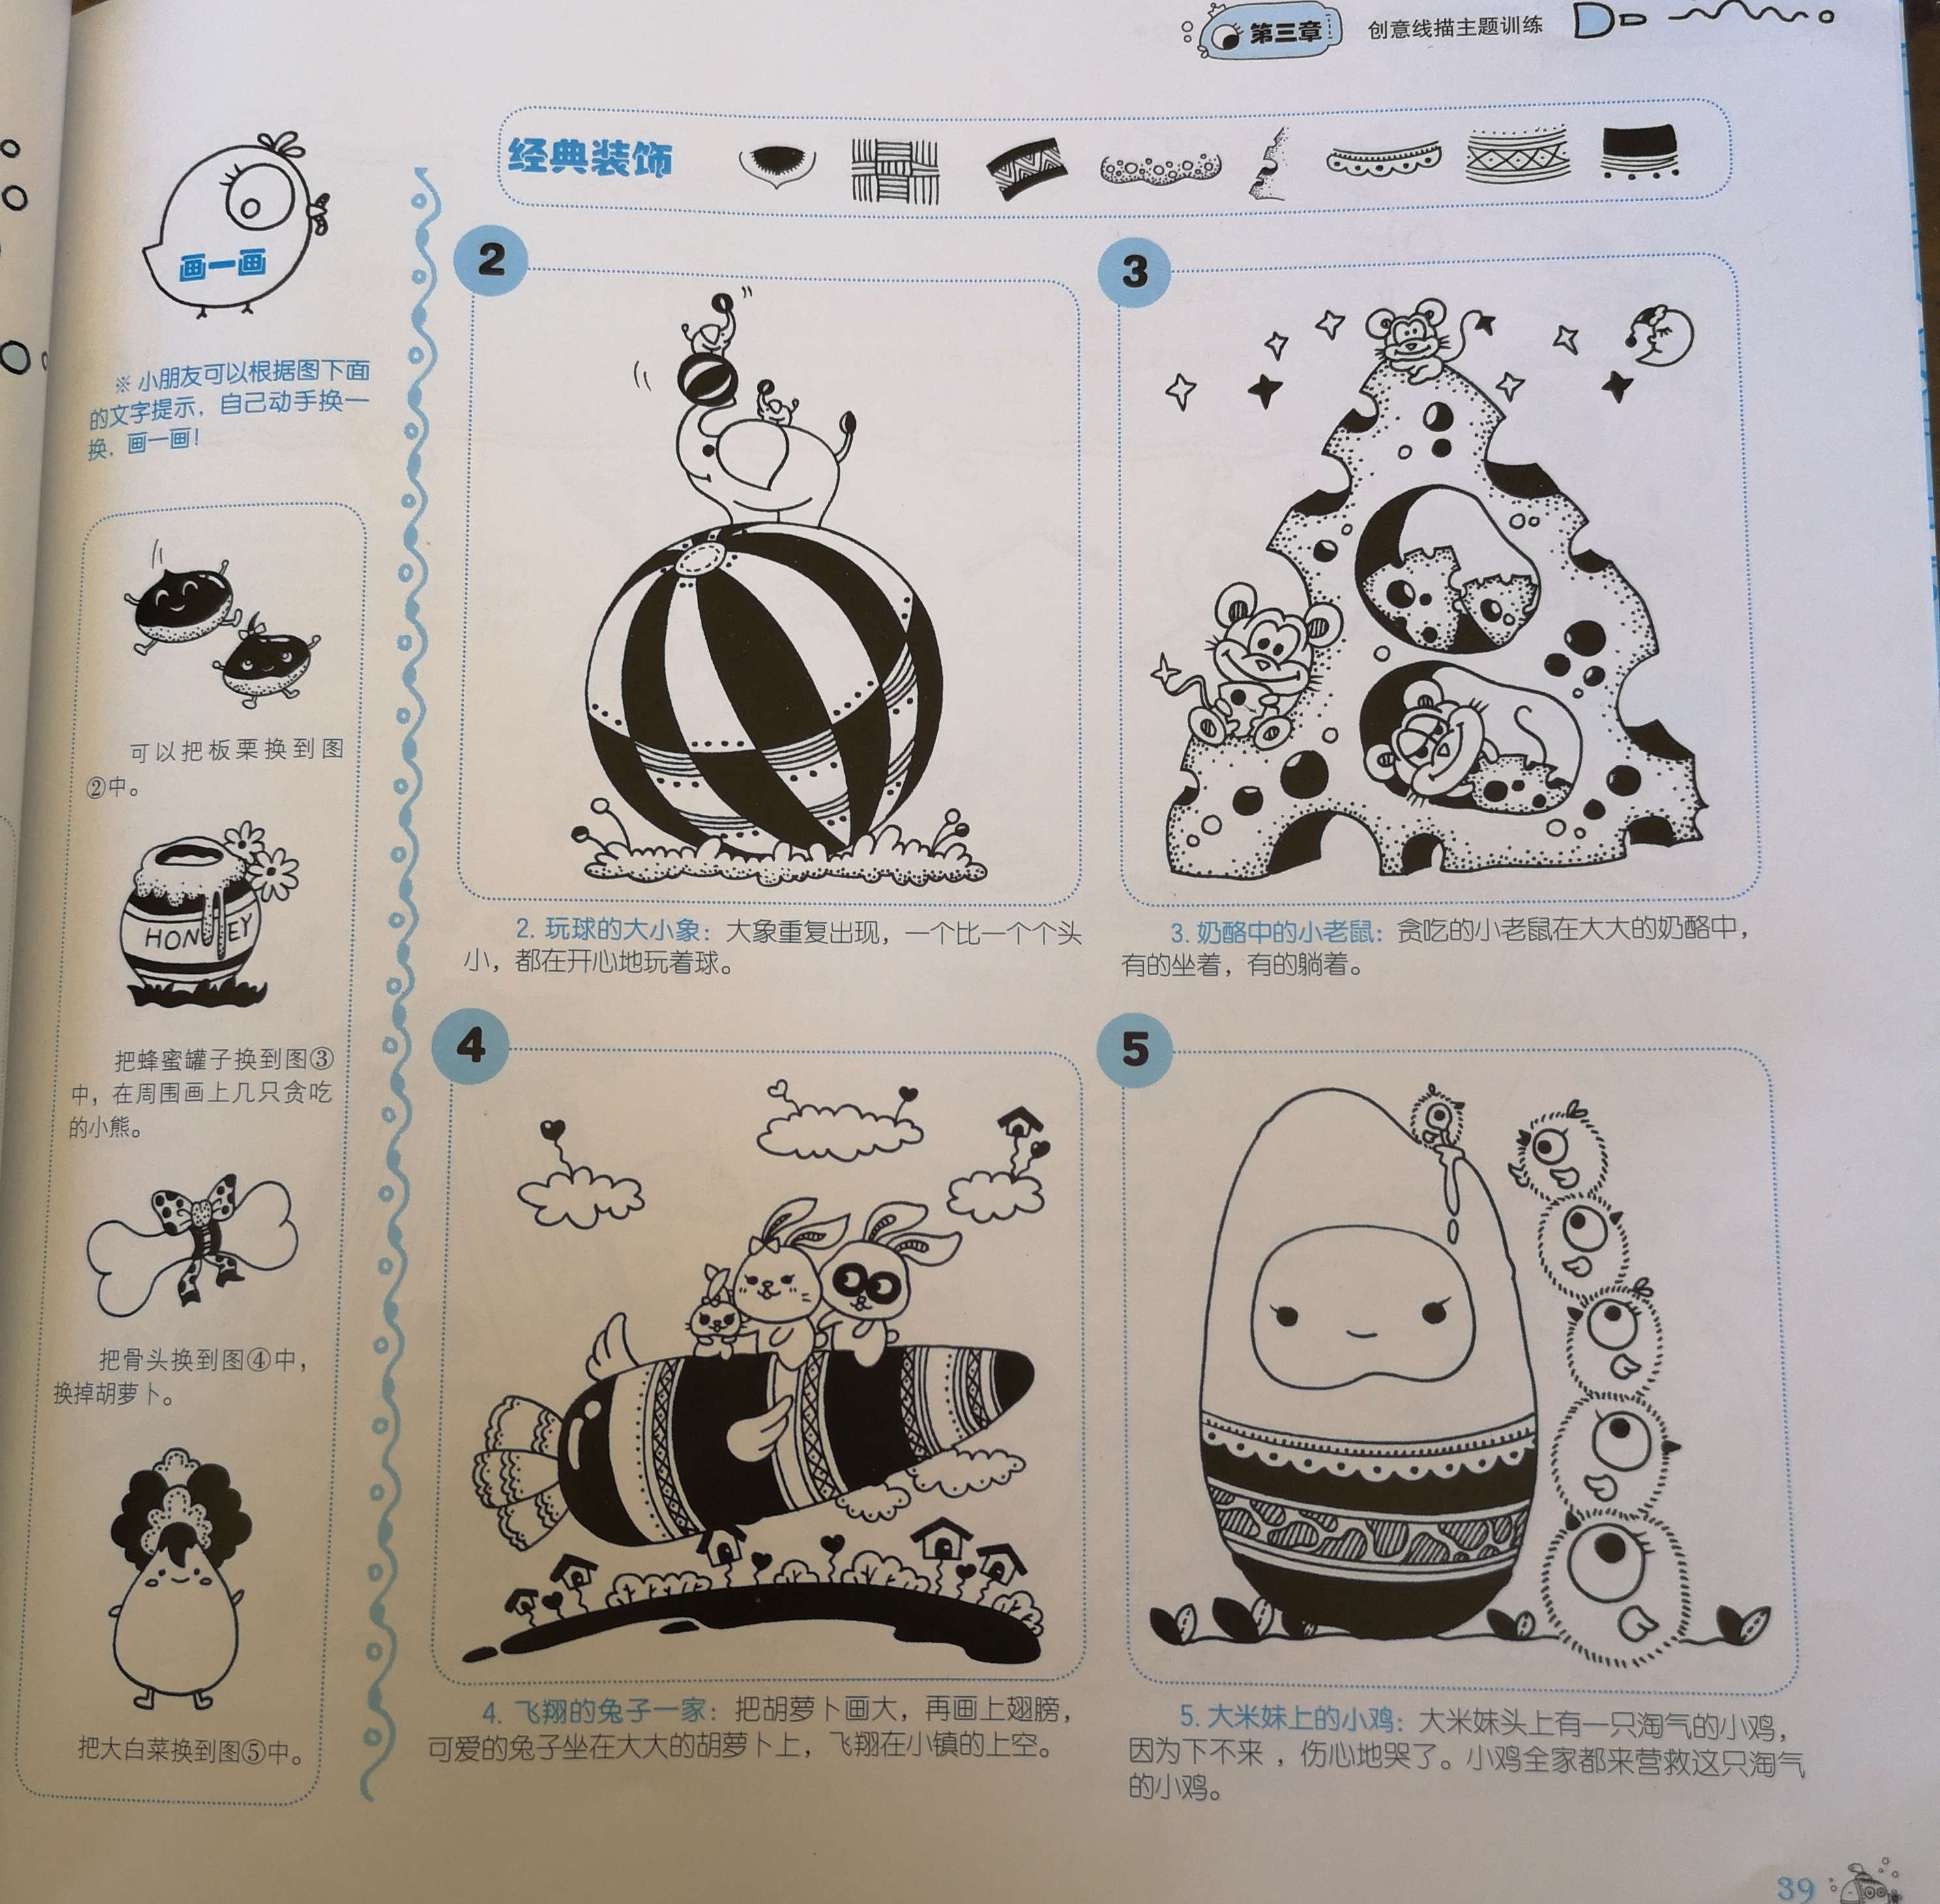 第三章 创意线描主题训练
经典装饰
画一画
※ 小朋友可以根据图下面
的文字提示，自己动手换一
换，画一画！
可以把板栗换到图
②中。
HONEY
把蜂蜜罐子换到图③
中，在周围画上几只贪吃
的小熊。
把骨头换到图④中，
换掉胡萝卜。
把大白菜换到图⑤中。
2
2. 玩球的大小象：大象重复出现，一个比一个个头
小，都在开心地玩着球。
3
3. 奶酪中的小老鼠：贪吃的小老鼠在大大的奶酪中，
有的坐着，有的躺着。
4
4. 飞翔的兔子一家：把胡萝卜画大，再画上翅膀，
可爱的兔子坐在大大的胡萝卜上，飞翔在小镇的上空。
5
5. 大米妹上的小鸡：大米妹头上有一只淘气的小鸡，
因为下不来，伤心地哭了。小鸡全家都来营救这只淘气
的小鸡。
39